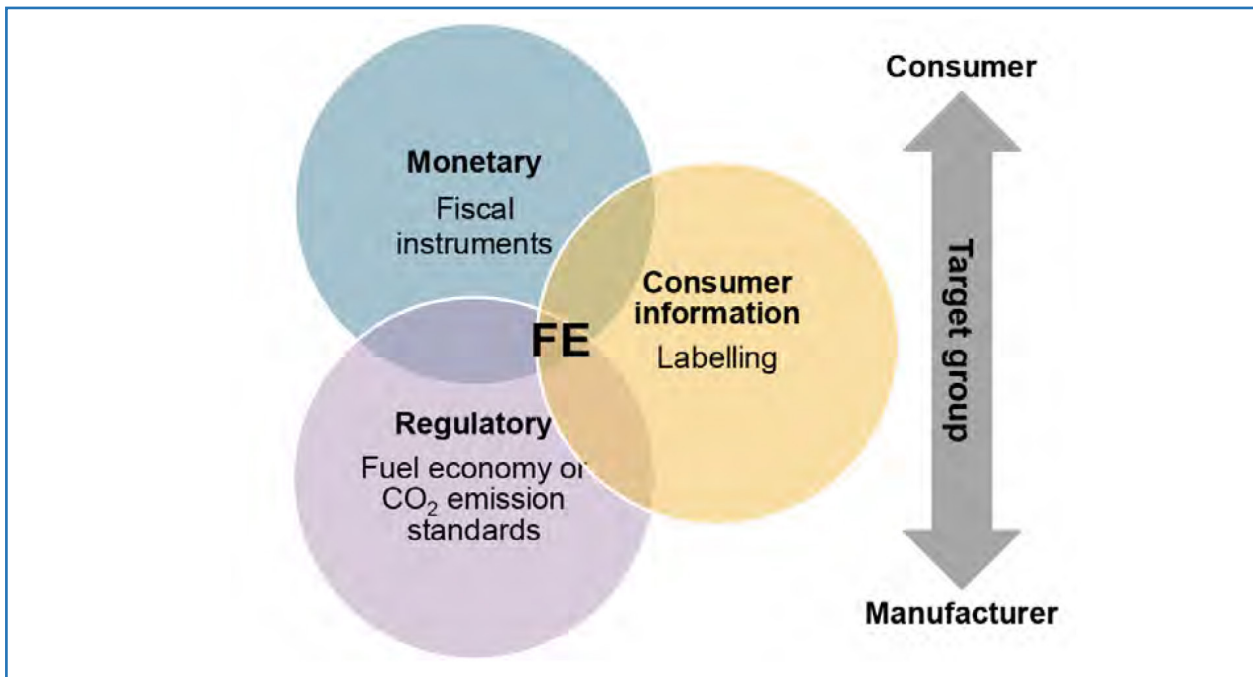 Monetary
Fiscal
instruments
Consumer
information
Labelling
FE
Regulatory
Fuel economy or
CO₂ emission
standards
Consumer
Target group
Manufacturer